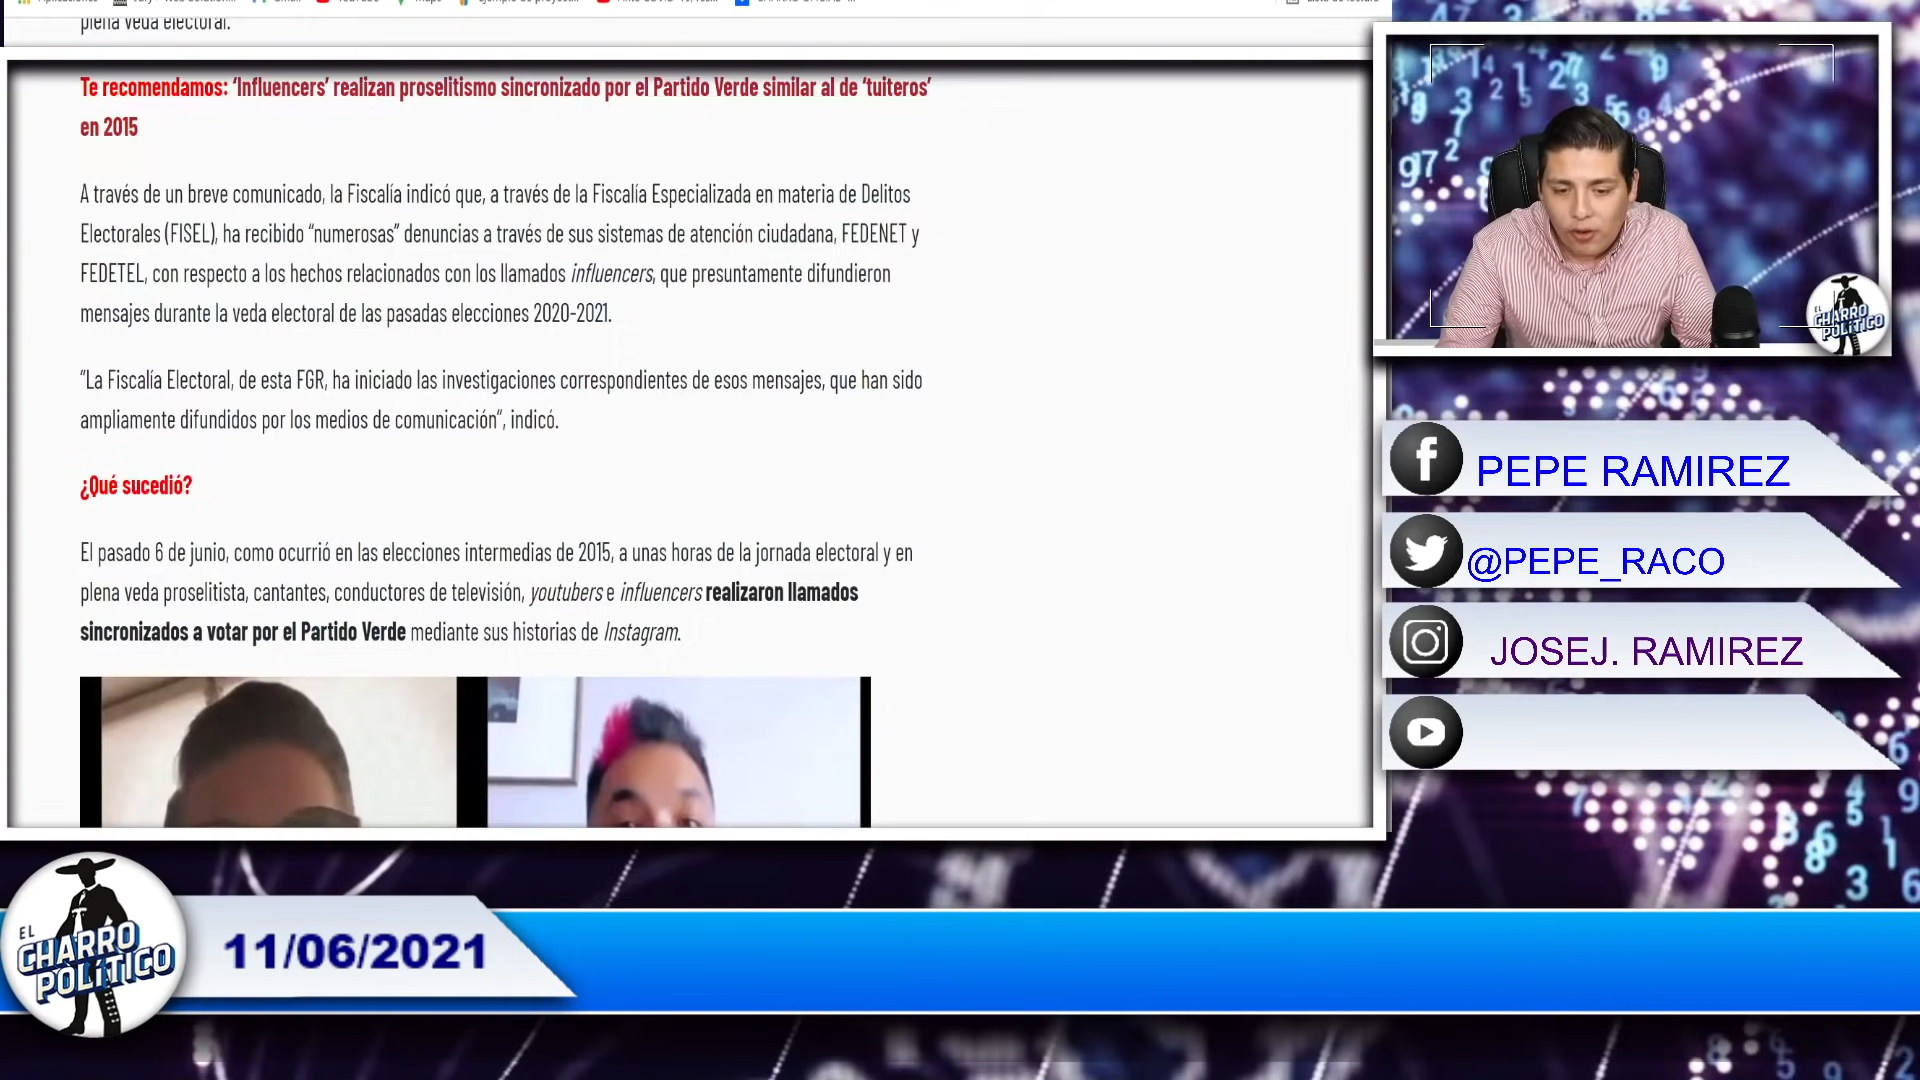 plena veda electoral.
Te recomendamos: ‘Influencers’ realizan proselitismo sincronizado por el Partido Verde similar al de ‘tuiteros’
en 2015
A través de un breve comunicado, la Fiscalía indicó que, a través de la Fiscalía Especializada en materia de Delitos
Electorales (FISEL), ha recibido “numerosas” denuncias a través de sus sistemas de atención ciudadana, FEDENET y
FEDETEL, con respecto a los hechos relacionados con los llamados influencers, que presuntamente difundieron
mensajes durante la veda electoral de las pasadas elecciones 2020-2021.
“La Fiscalía Electoral, de esta FGR, ha iniciado las investigaciones correspondientes de esos mensajes, que han sido
ampliamente difundidos por los medios de comunicación”, indicó.
¿Qué sucedió?
El pasado 6 de junio, como ocurrió en las elecciones intermedias de 2015, a unas horas de la jornada electoral y en
plena veda proselitista, cantantes, conductores de televisión, youtubers e influencers realizaron llamados
sincronizados a votar por el Partido Verde mediante sus historias de Instagram.
EL
CHARRO
POLÍTICO
PEPE RAMIREZ
@PEPE_RACO
JOSEJ. RAMIREZ
EL
CHARRO
POLÍTICO
11/06/2021